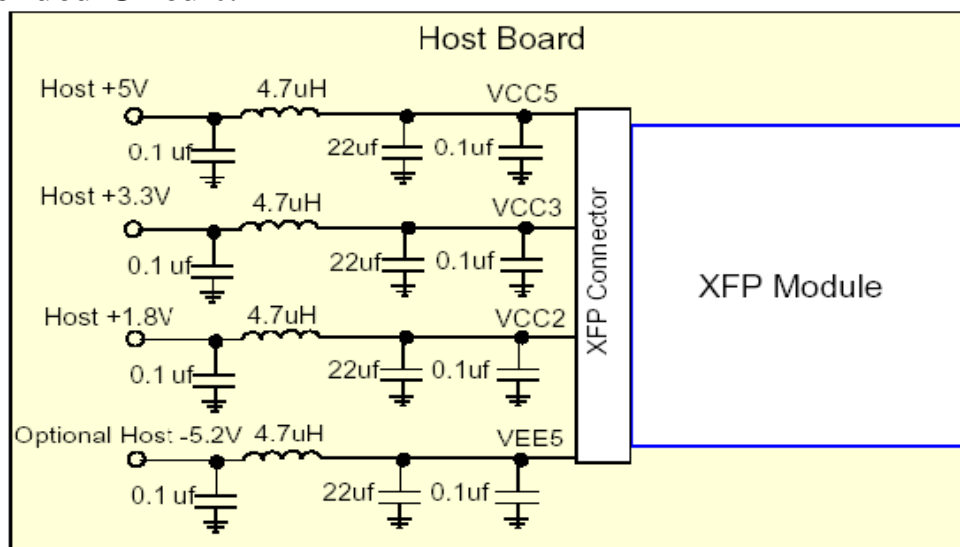 Host Board
Host +5V
4.7uH
VCC5
0.1 uf
22uf
0.1uf
Host +3.3V
4.7uH
VCC3
0.1 uf
22uf
0.1uf
Host +1.8V
4.7uH
VCC2
0.1 uf
22uf
0.1uf
Optional Host -5.2V
4.7uH
VEE5
0.1 uf
22uf
0.1uf
XFP Connector
XFP Module